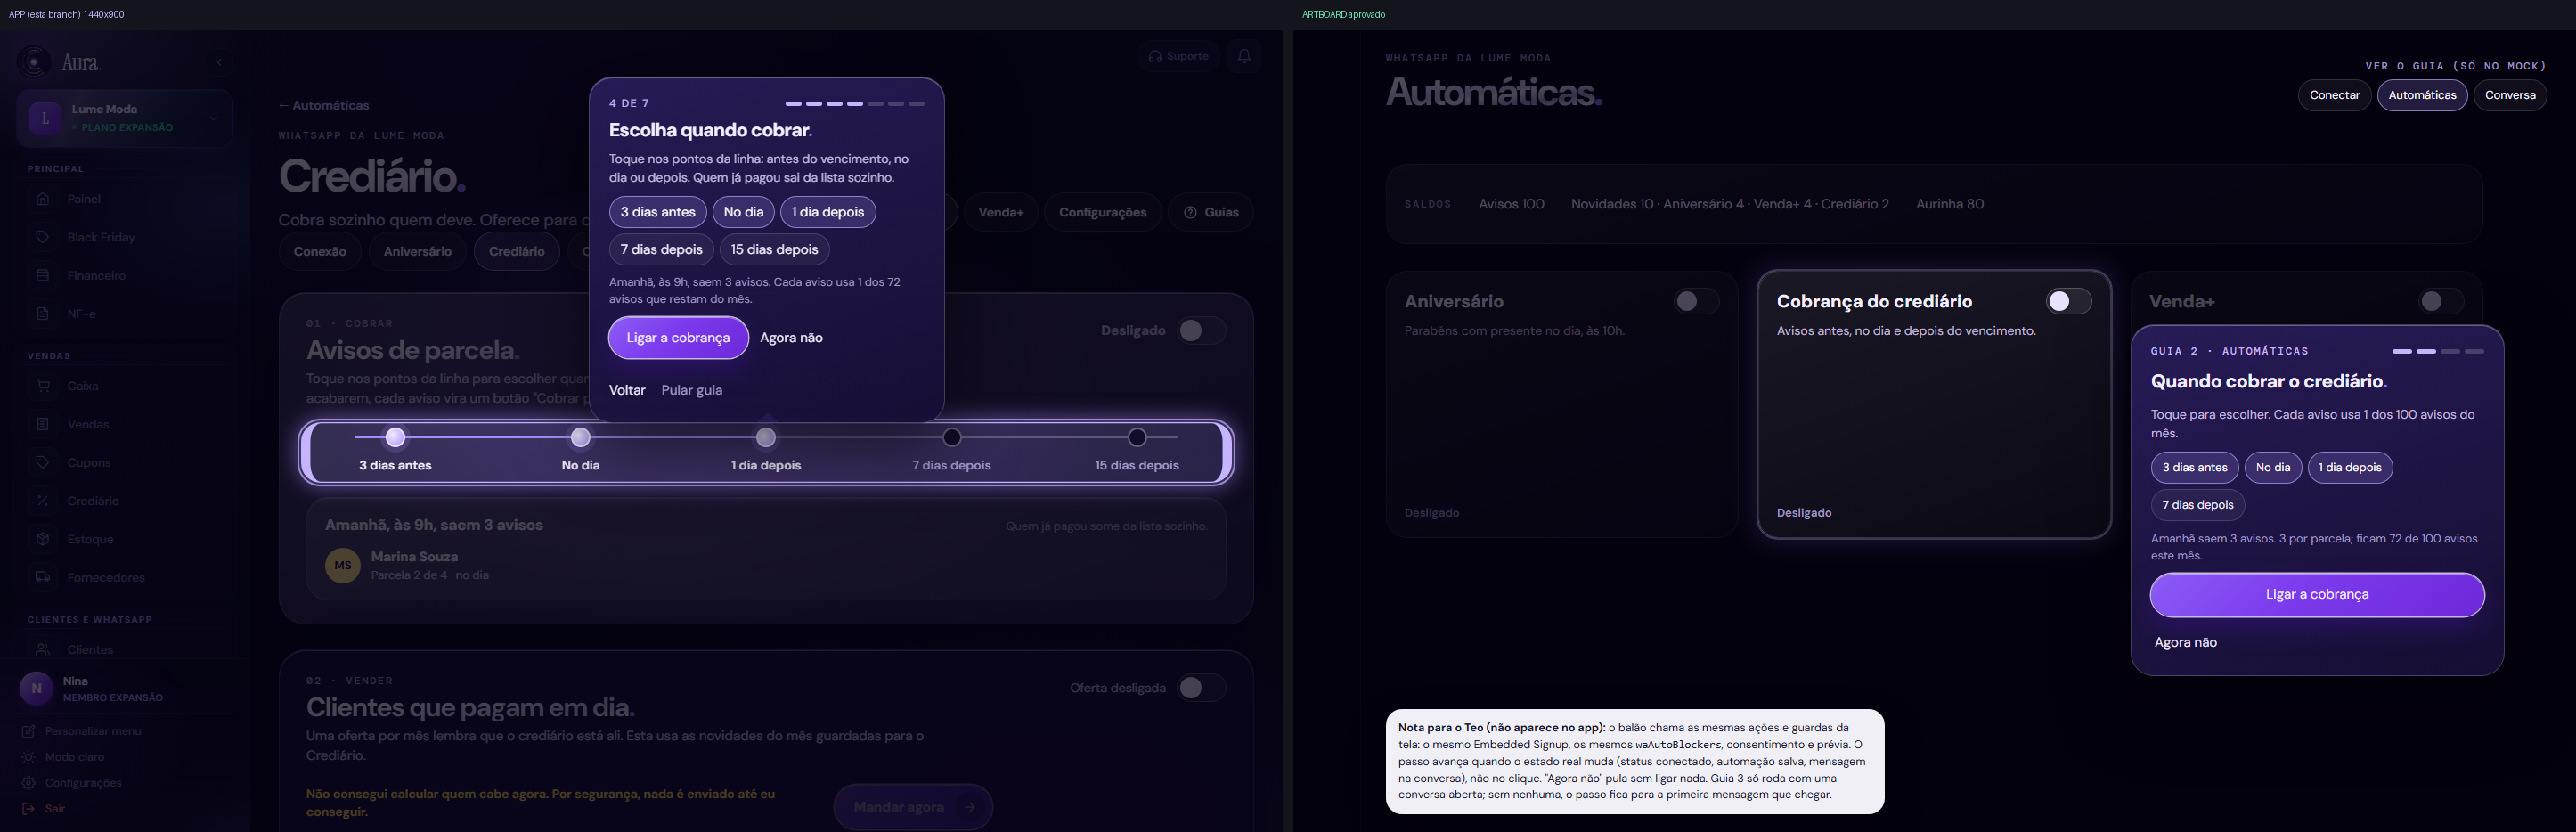 APP (esta branch) 1440x900
Aura
Lume Moda
PLANO EXPANSÃO
PRINCIPAL
Painel
Black Friday
Financeiro
NF-e
VENDAS
Caixa
Vendas
Cupons
Crediário
Estoque
Fornecedores
CLIENTES E WHATSAPP
Clientes
Nina
MEMBRO EXPANSÃO
Personalizar menu
Modo claro
Configurações
Sair
Suporte
← Automáticas
WHATSAPP DA LUME MODA
Crediário.
Cobra sozinho quem deve. Oferece para
Conexão
Aniversário
Crediário
Venda+
Configurações
Guias
4 DE 7
Escolha quando cobrar.
Toque nos pontos da linha: antes do vencimento, no
dia ou depois. Quem já pagou sai da lista sozinho.
3 dias antes
No dia
1 dia depois
7 dias depois
15 dias depois
Amanhã, às 9h, saem 3 avisos. Cada aviso usa 1 dos 72
avisos que restam do mês.
Ligar a cobrança
Agora não
Voltar
Pular guia
01 · COBRAR
Avisos de parcela.
Desligado
Toque nos pontos da linha para escolher
acabarem, cada aviso vira um botão "Cobrar
3 dias antes
No dia
1 dia depois
7 dias depois
15 dias depois
Amanhã, às 9h, saem 3 avisos
Quem já pagou some da lista sozinho.
MS
Marina Souza
Parcela 2 de 4 · no dia
02 · VENDER
Clientes que pagam em dia.
Oferta desligada
Uma oferta por mês lembra que o crediário está ali. Esta usa as novidades do mês guardadas para o
Crediário.
Não consegui calcular quem cabe agora. Por segurança, nada é enviado até eu
conseguir.
Mandar agora
ARTBOARD aprovado
WHATSAPP DA LUME MODA
Automáticas.
VER O GUIA (SÓ NO MOCK)
Conectar
Automáticas
Conversa
SALDOS
Avisos 100
Novidades 10 · Aniversário 4 · Venda+ 4 · Crediário 2
Aurinha 80
Aniversário
Parabéns com presente no dia, às 10h.
Desligado
Cobrança do crediário
Avisos antes, no dia e depois do vencimento.
Desligado
Venda+
GUIA 2 · AUTOMÁTICAS
Quando cobrar o crediário.
Toque para escolher. Cada aviso usa 1 dos 100 avisos do
mês.
3 dias antes
No dia
1 dia depois
7 dias depois
Amanhã saem 3 avisos. 3 por parcela; ficam 72 de 100 avisos
este mês.
Ligar a cobrança
Agora não
Nota para o Teo (não aparece no app): o balão chama as mesmas ações e guardas da
tela: o mesmo Embedded Signup, os mesmos waAutoBlockers, consentimento e prévia. O
passo avança quando o estado real muda (status conectado, automação salva, mensagem
na conversa), não no clique. "Agora não" pula sem ligar nada. Guia 3 só roda com uma
conversa aberta; sem nenhuma, o passo fica para a primeira mensagem que chegar.